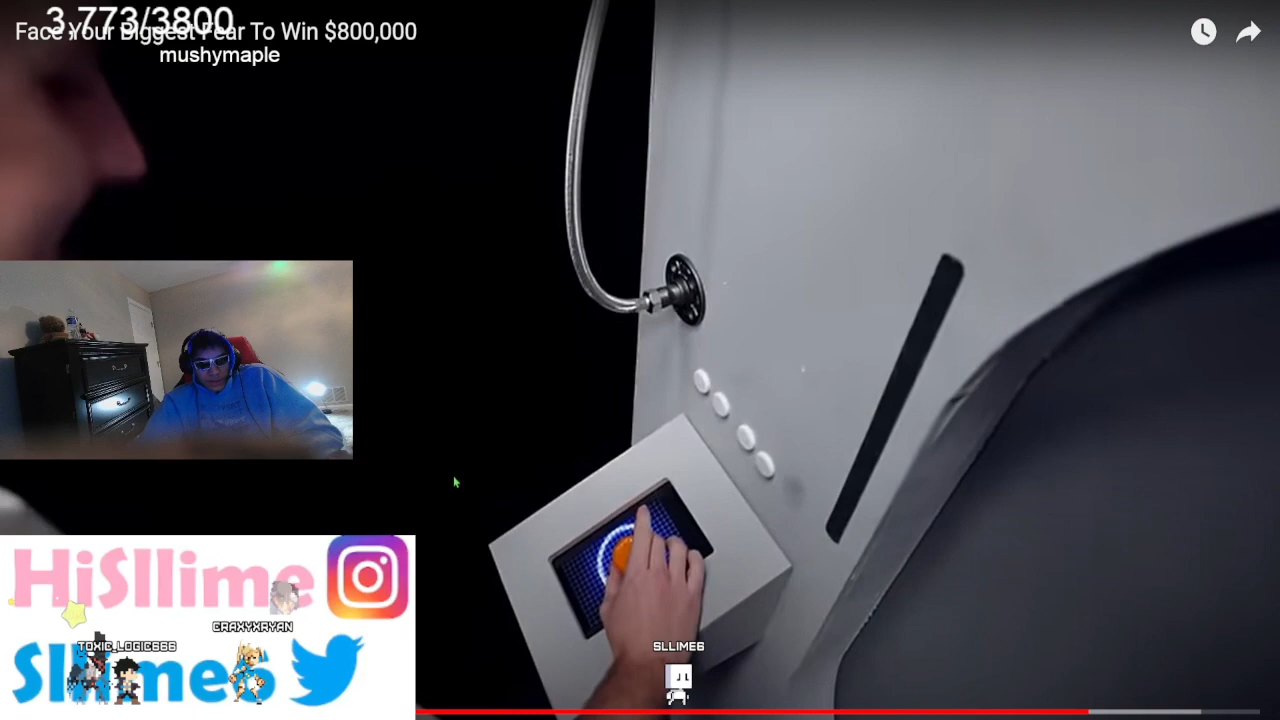 3,773/3800
Face Your Biggest Fear To Win $800,000
mushymaple
HiSllime
CRAXYXRYAN
TOXIC_LOGIC666
Sllime6
SLLIME6